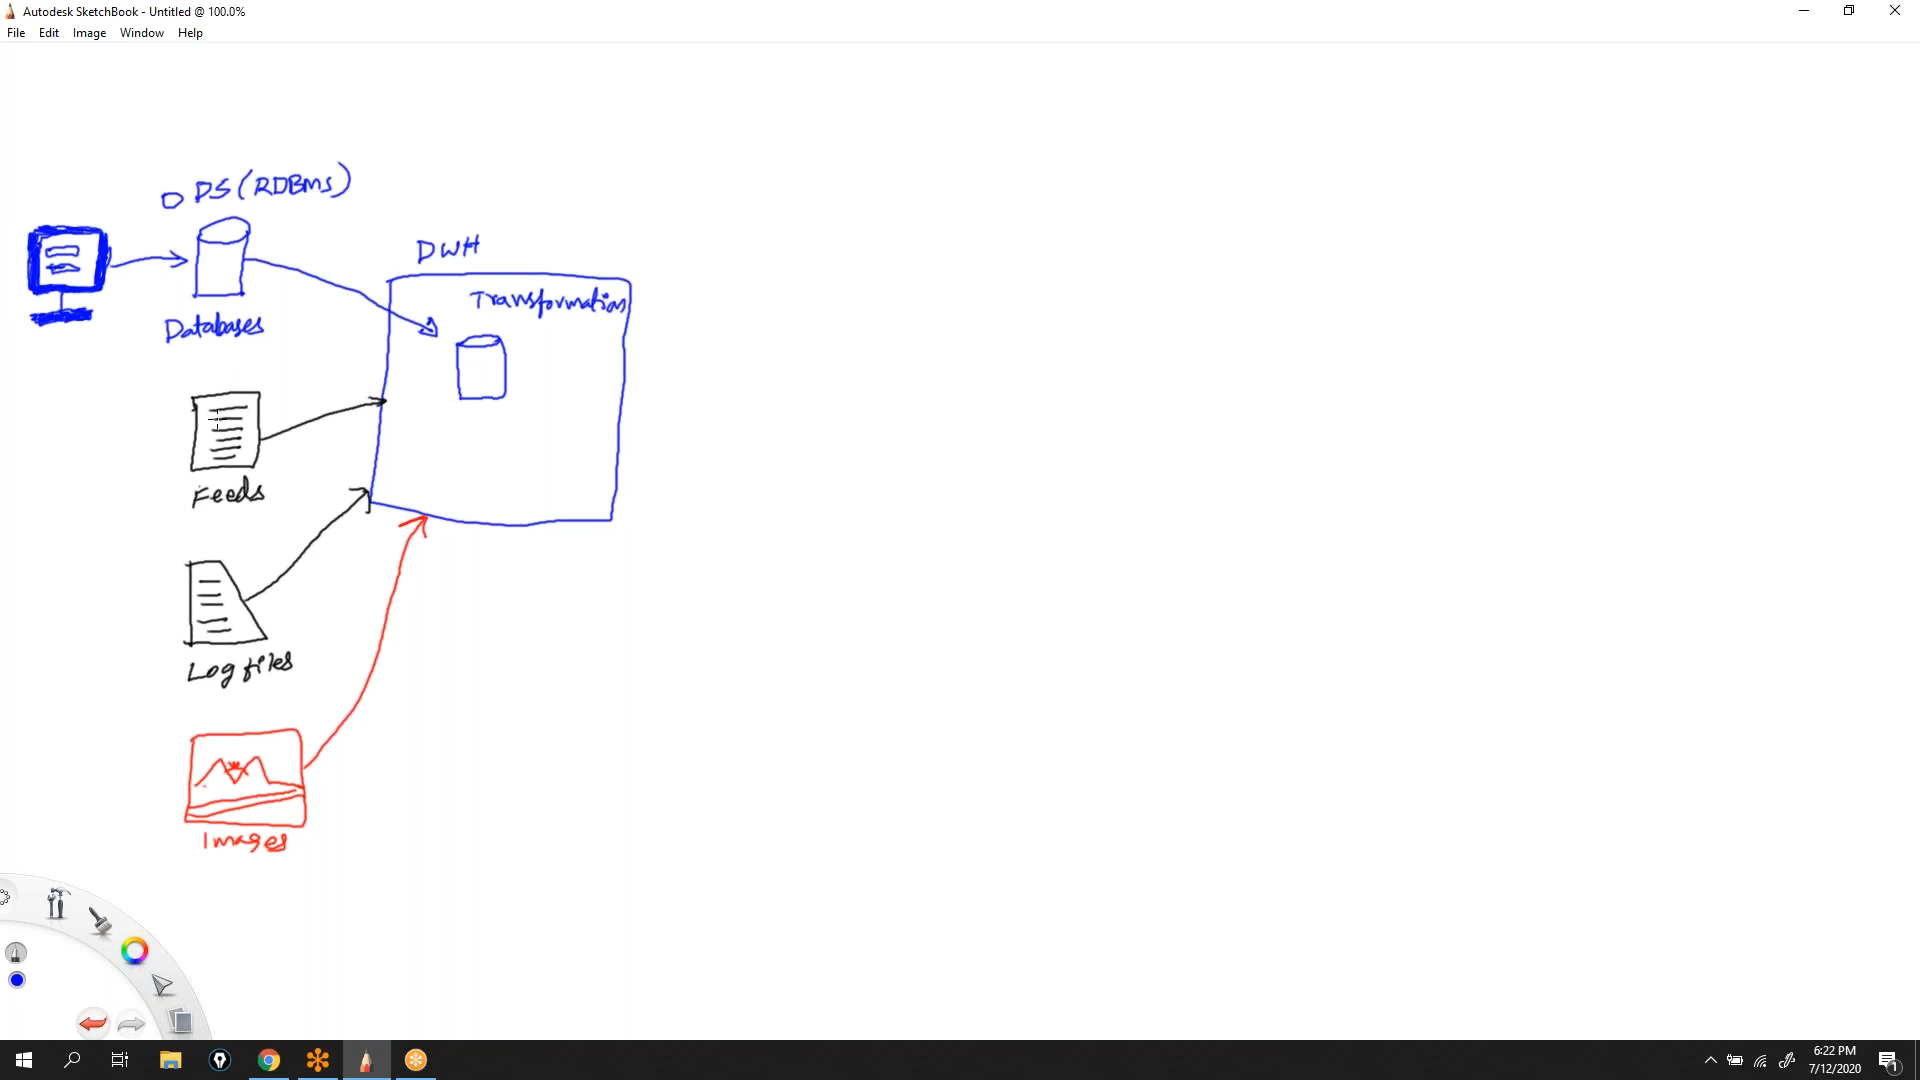 Autodesk SketchBook - Untitled @ 100.0%
File Edit Image Window Help
ODS (RDBMS)
DWH
Transformation
Databases
Feeds
Log files
Images
6:22 PM
7/12/2020
1